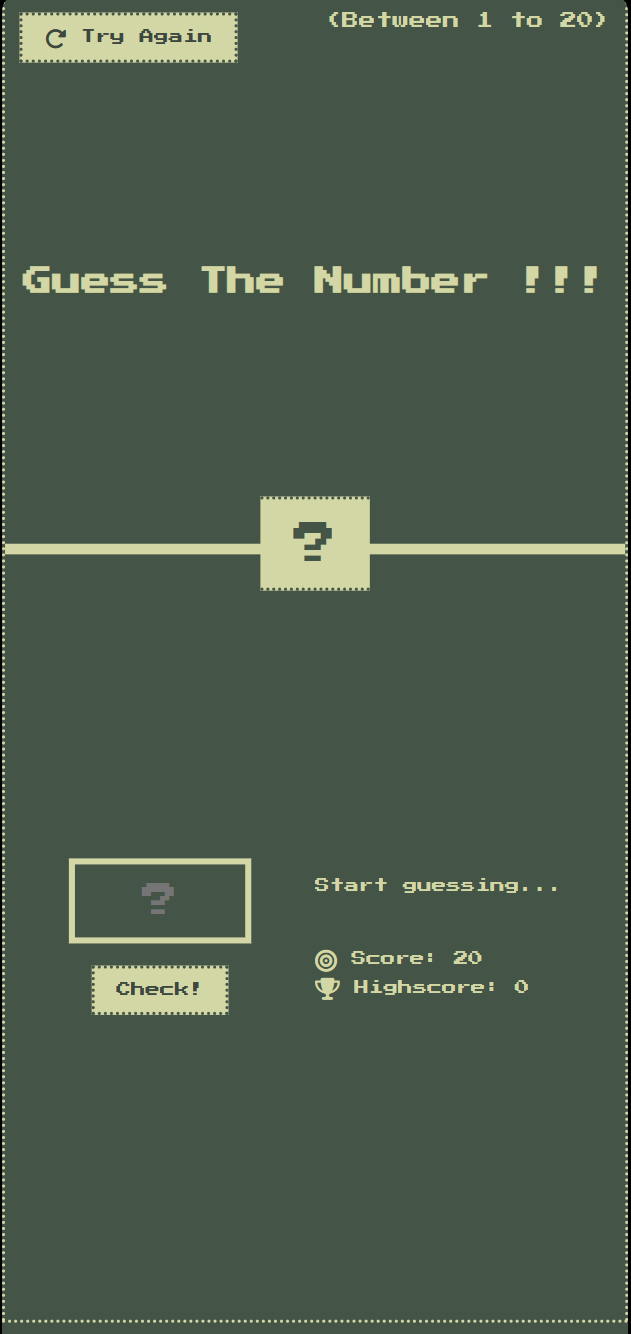 Try Again
(Between 1 to 20)
Guess The Number !!!
?
?
Start guessing...
Score: 20
Highscore: 0
Check!